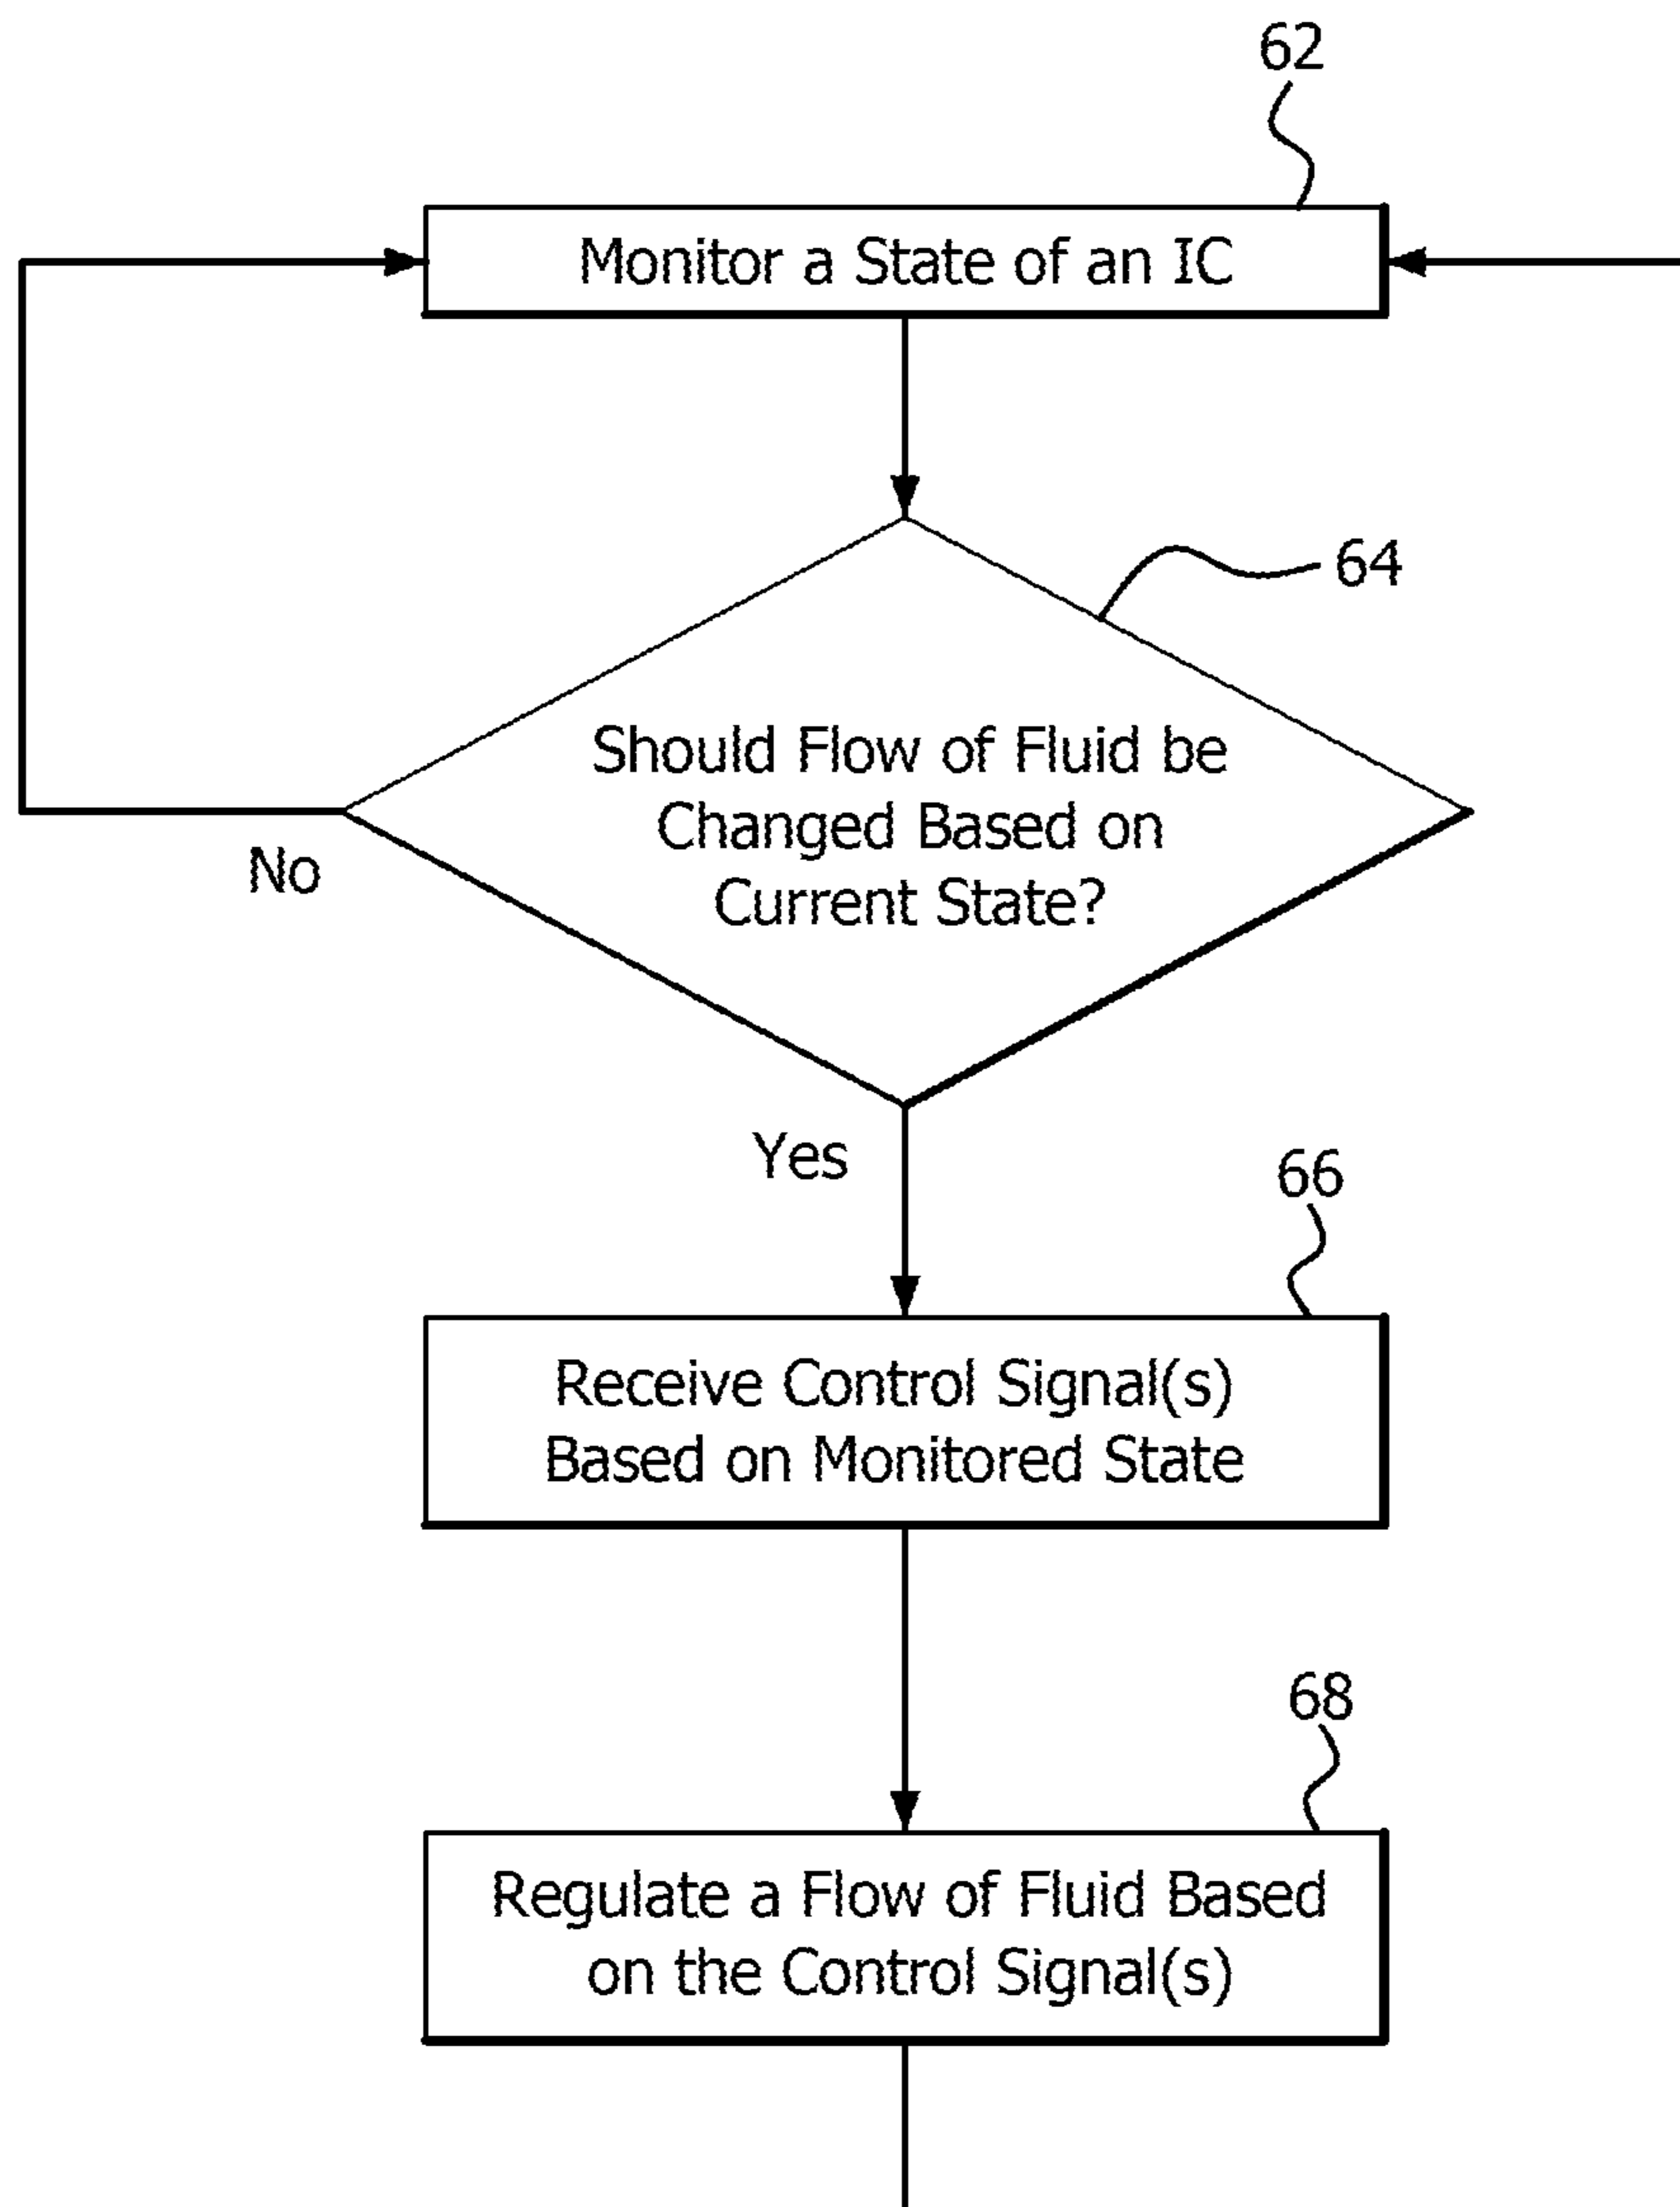 62
Monitor a State of an IC
64
Should Flow of Fluid be
Changed Based on
Current State?
No
Yes
66
Receive Control Signal(s)
Based on Monitored State
68
Regulate a Flow of Fluid Based
on the Control Signal(s)